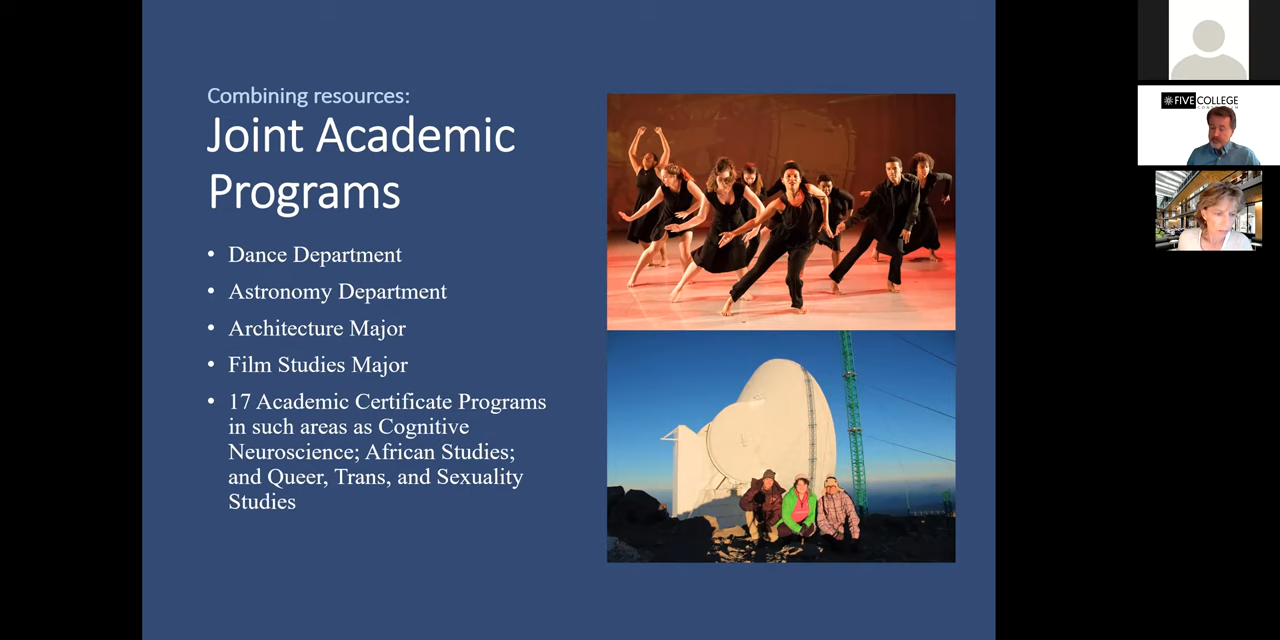 Combining resources:
Joint Academic
Programs
• Dance Department
• Astronomy Department
• Architecture Major
• Film Studies Major
• 17 Academic Certificate Programs
in such areas as Cognitive
Neuroscience; African Studies;
and Queer, Trans, and Sexuality
Studies
FIVE COLLEGE